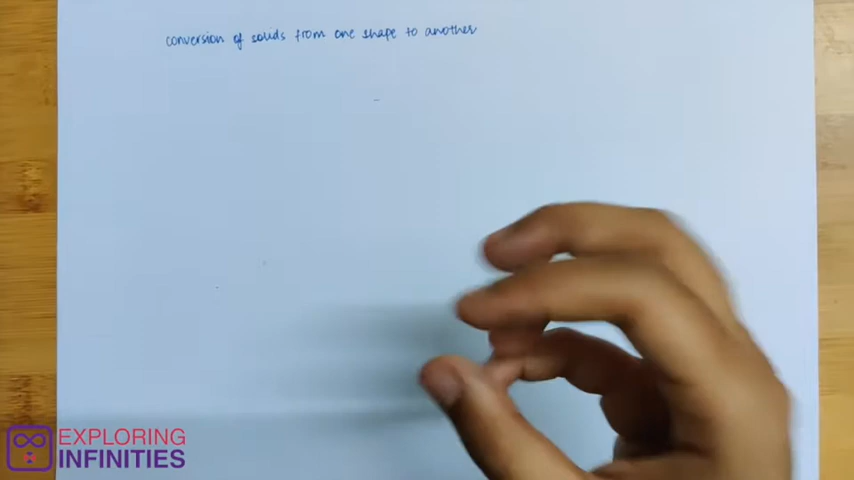 conversion of solids from one shape to another
EXPLORING
INFINITIES